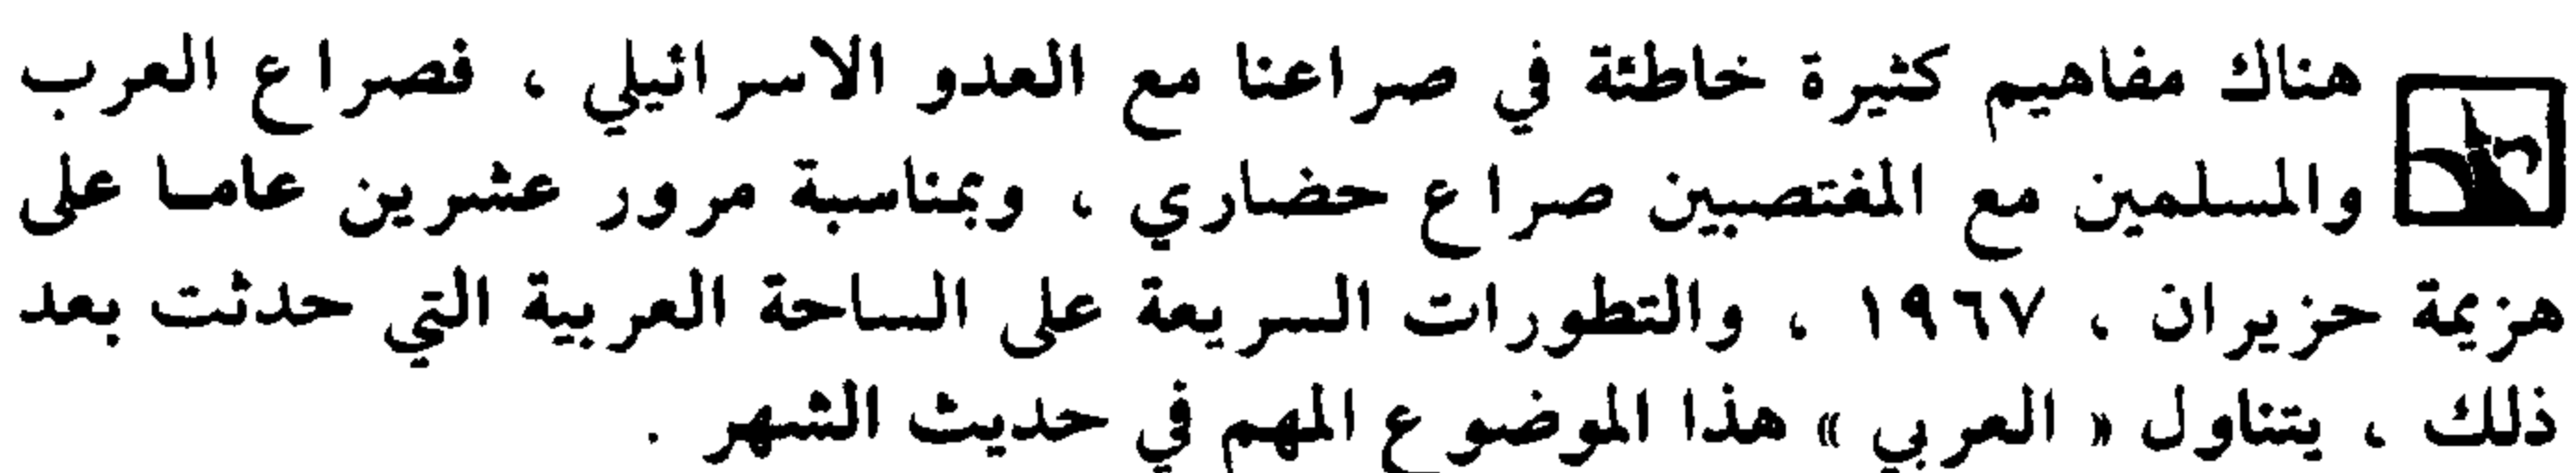 هناك مفاهيم كثيرة خاطئة في صراعنا مع العدو الاسرائيلي ، فصراع العرب
والمسلمين مع المغتصبين صراع حضاري ، وبمناسبة مرور عشرين عاما على
هزيمة حزيران ، ١٩٦٧ ، والتطورات السريعة على الساحة العربية التي حدثت بعد
ذلك ، يتناول « العربي » هذا الموضوع المهم في حديث الشهر .